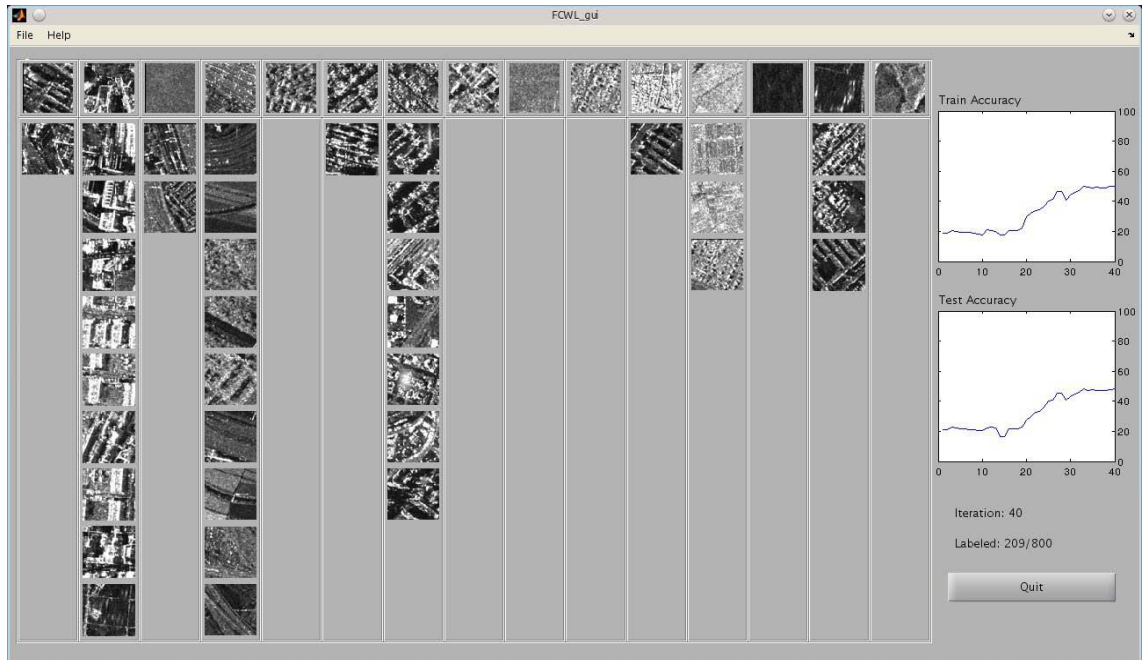 FCWL_gui
File Help
Train Accuracy
100
80
60
40
20
0
0 10 20 30 40
Test Accuracy
100
80
60
40
20
0
0 10 20 30 40
Iteration: 40
Labeled: 209/800
Quit